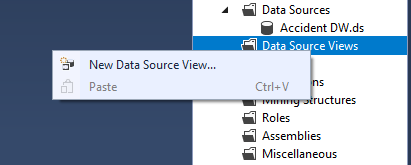 Data Sources
Accident DW.ds
Data Source Views
New Data Source View...
Paste Ctrl+V
Mining Structures
Roles
Assemblies
Miscellaneous